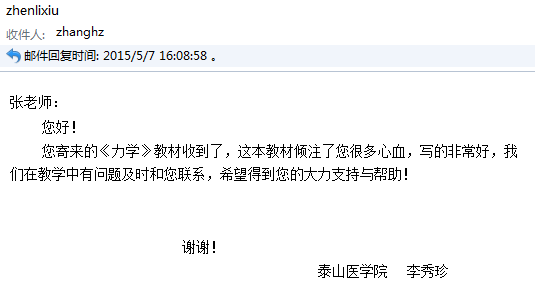 zhenlixiu
收件人: zhanghz
邮件回复时间: 2015/5/7 16:08:58 。
张老师：
您好！
您寄来的《力学》教材收到了，这本教材倾注了您很多心血，写的非常好，我
们在教学中有问题及时和您联系，希望得到您的大力支持与帮助！
谢谢！
泰山医学院 李秀珍